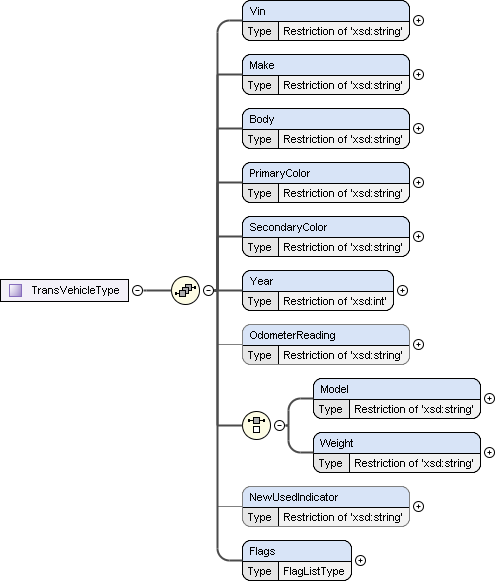 Vin
Type Restriction of 'xsd:string'
Make
Type Restriction of 'xsd:string'
Body
Type Restriction of 'xsd:string'
PrimaryColor
Type Restriction of 'xsd:string'
SecondaryColor
Type Restriction of 'xsd:string'
TransVehicleType
Year
Type Restriction of 'xsd:int'
OdometerReading
Type Restriction of 'xsd:string'
Model
Type Restriction of 'xsd:string'
Weight
Type Restriction of 'xsd:string'
NewUsedIndicator
Type Restriction of 'xsd:string'
Flags
Type FlagListType